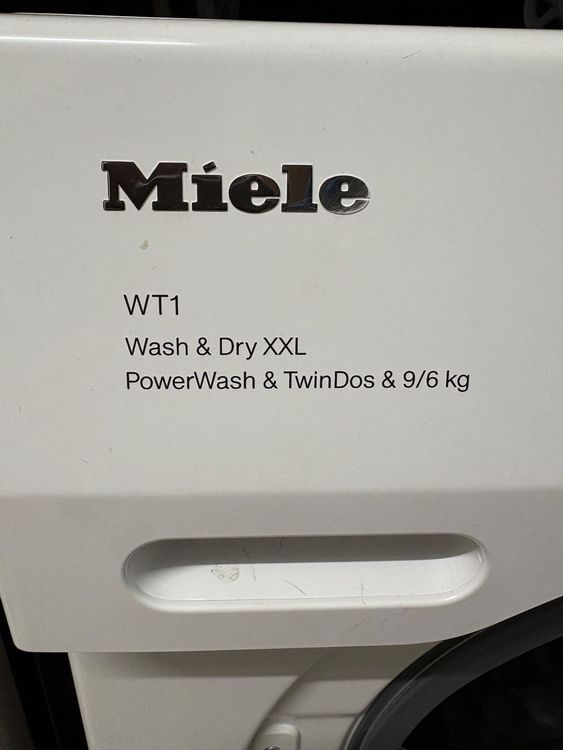 Miele
WT1
Wash & Dry XXL
PowerWash & TwinDos & 9/6 kg